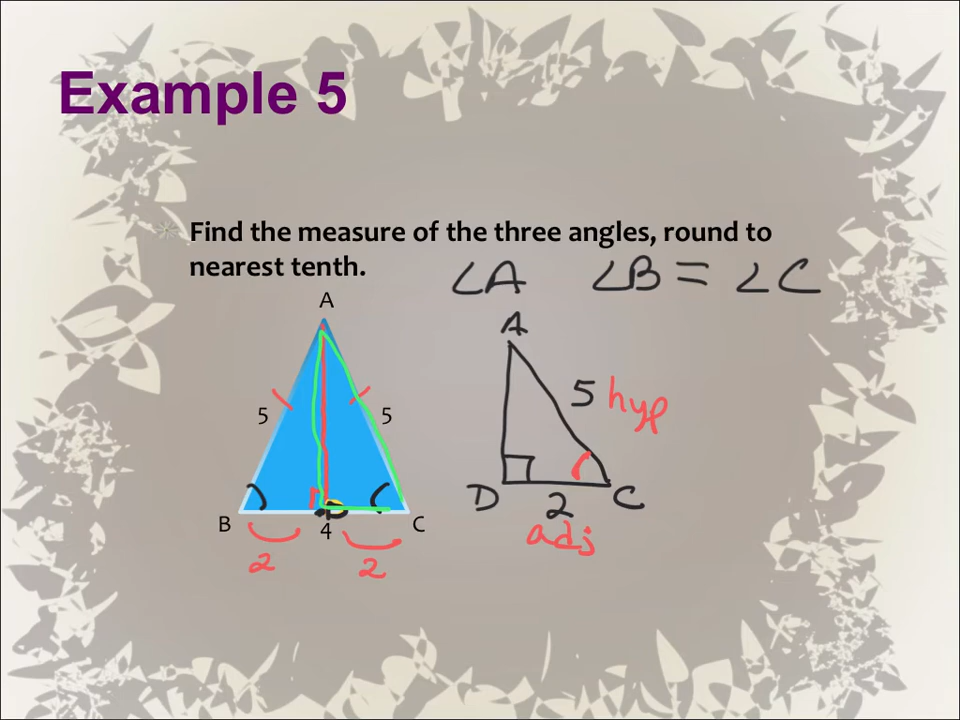 Example 5
Find the measure of the three angles, round to
nearest tenth.
∠A ∠B = ∠C
A
5
5
B
D
C
4
2
2
A
5 hyp
D
2
C
adj